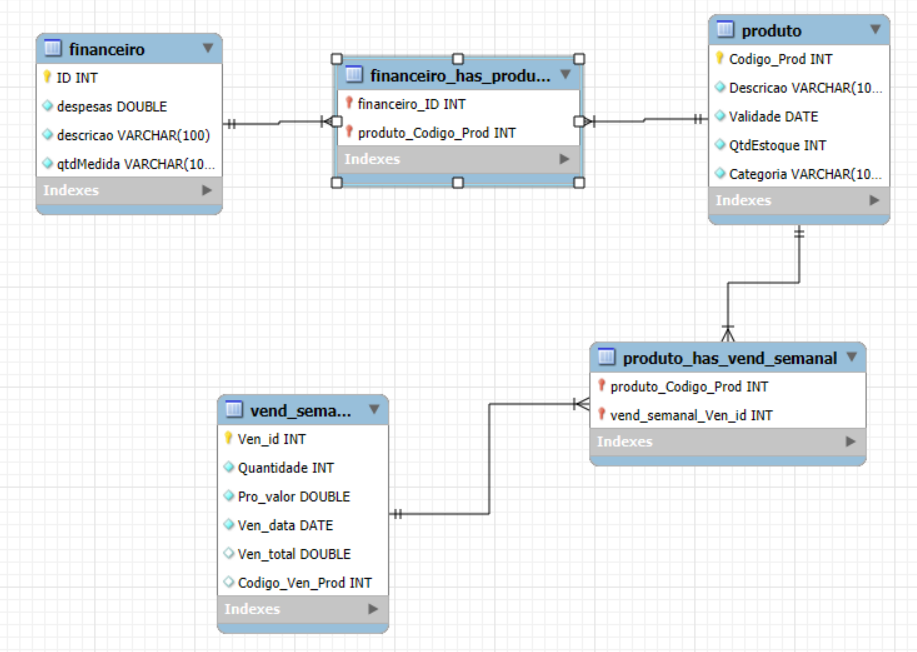 financeiro
ID INT
despesas DOUBLE
descricao VARCHAR(100)
qtdMedida VARCHAR(10...
Indexes
financeiro_has_produ...
financeiro_ID INT
produto_Codigo_Prod INT
Indexes
produto
Codigo_Prod INT
Descricao VARCHAR(10...
Validade DATE
QtdEstoque INT
Categoria VARCHAR(10...
Indexes
produto_has_vend_semanal
produto_Codigo_Prod INT
vend_semanal_Ven_id INT
Indexes
vend_sema...
Ven_id INT
Quantidade INT
Pro_valor DOUBLE
Ven_data DATE
Ven_total DOUBLE
Codigo_Ven_Prod INT
Indexes